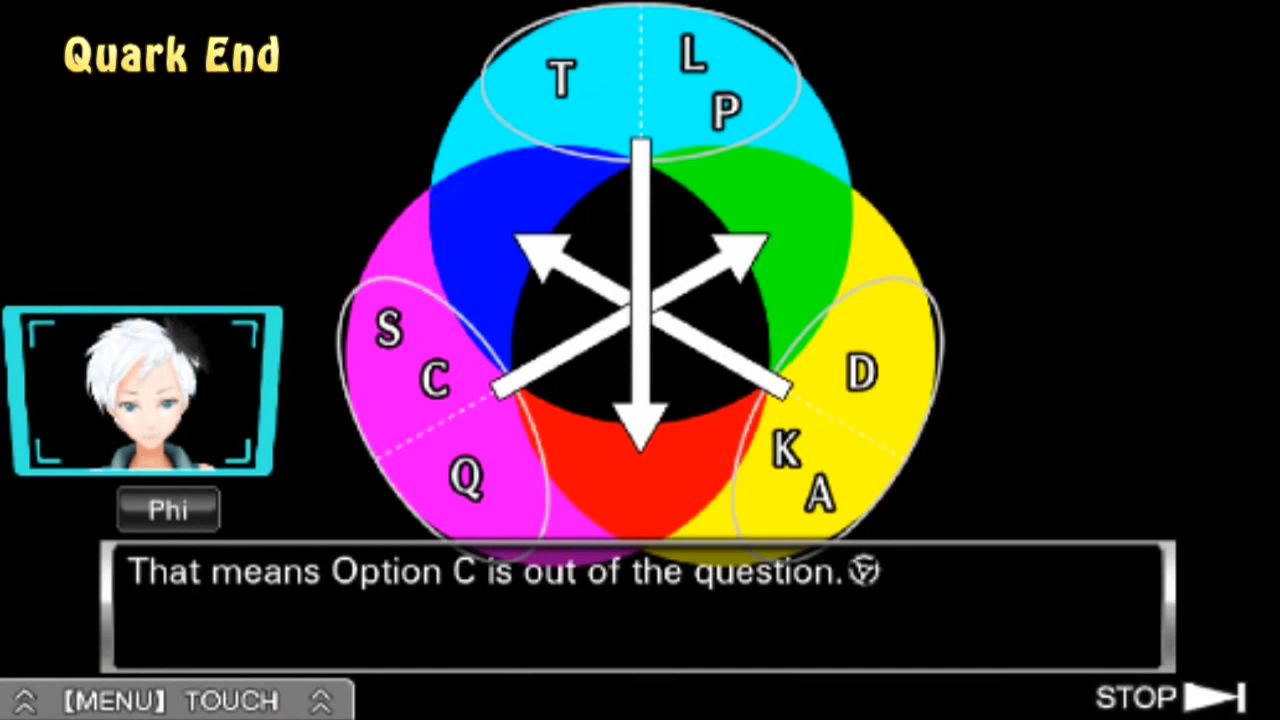 Quark End
T
L
P
S
C
Q
D
K
A
Phi
That means Option C is out of the question.
[MENU] TOUCH
STOP